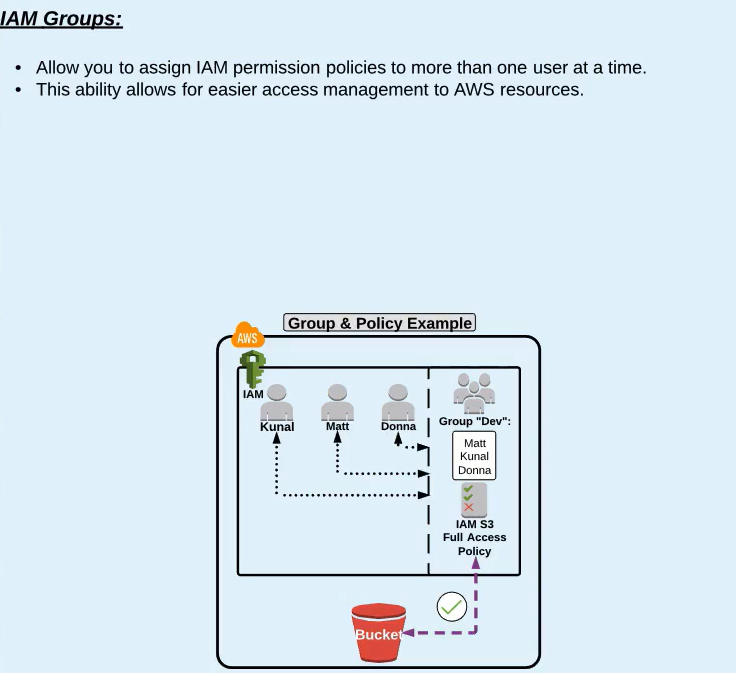 IAM Groups:
• Allow you to assign IAM permission policies to more than one user at a time.
• This ability allows for easier access management to AWS resources.
Group & Policy Example
AWS
IAM
Kunal
Matt
Donna
Group "Dev":
Matt
Kunal
Donna
IAM S3
Full Access
Policy
Bucket